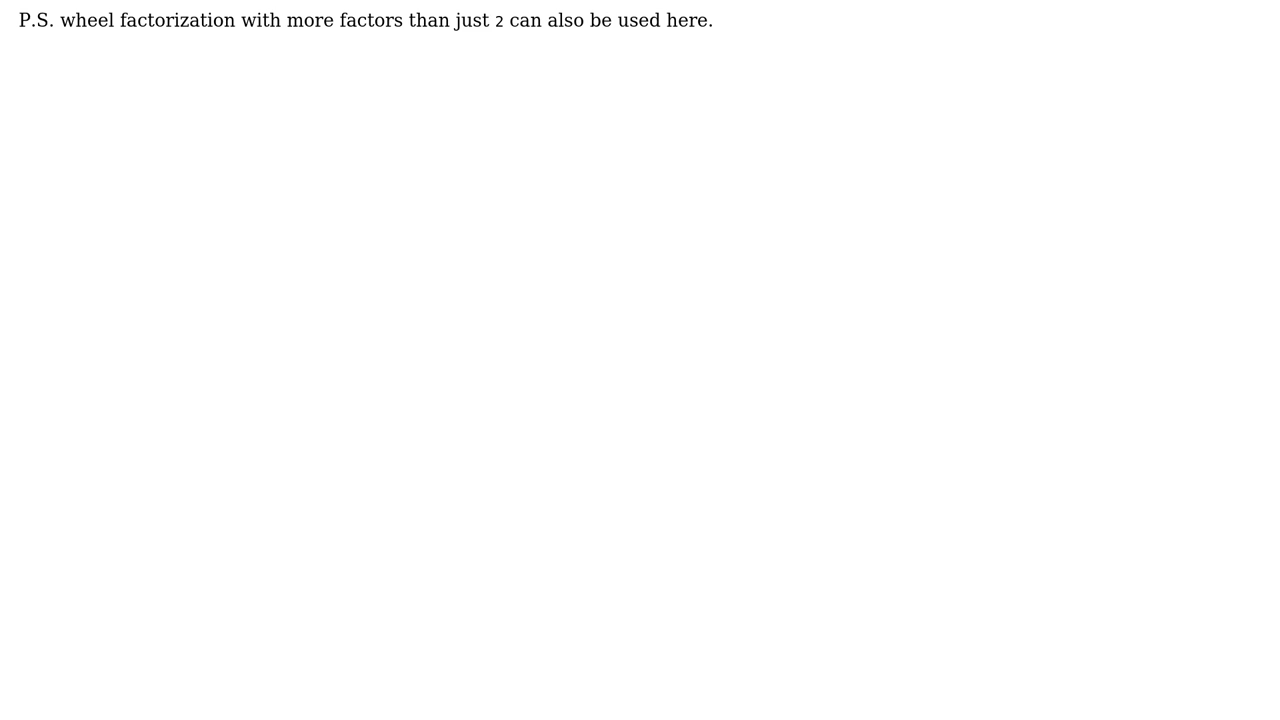 P.S. wheel factorization with more factors than just 2 can also be used here.